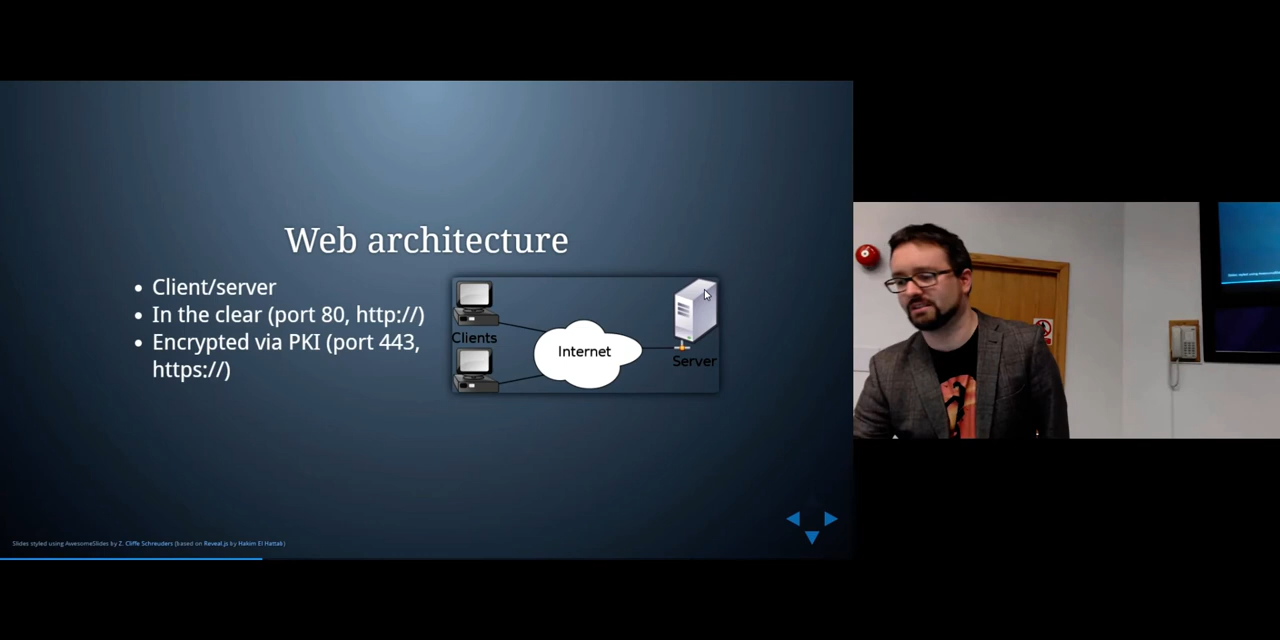 Web architecture
Client/server
In the clear (port 80, http://)
Encrypted via PKI (port 443,
https://)
Clients
Internet
Server
Slides styled using AwesomeSlides by Z. Cliffe Schreuders (based on Reveal.js by Hakim El Hattab)